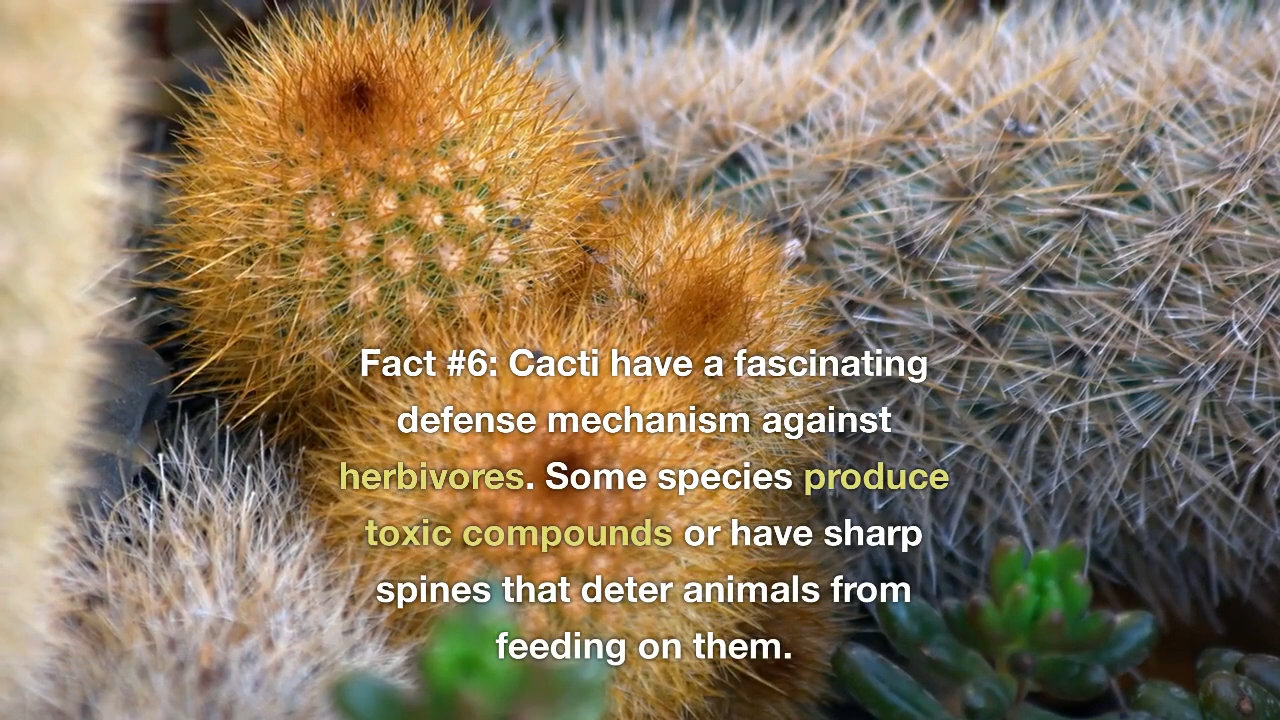 Fact #6: Cacti have a fascinating
defense mechanism against
herbivores. Some species produce
toxic compounds or have sharp
spines that deter animals from
feeding on them.